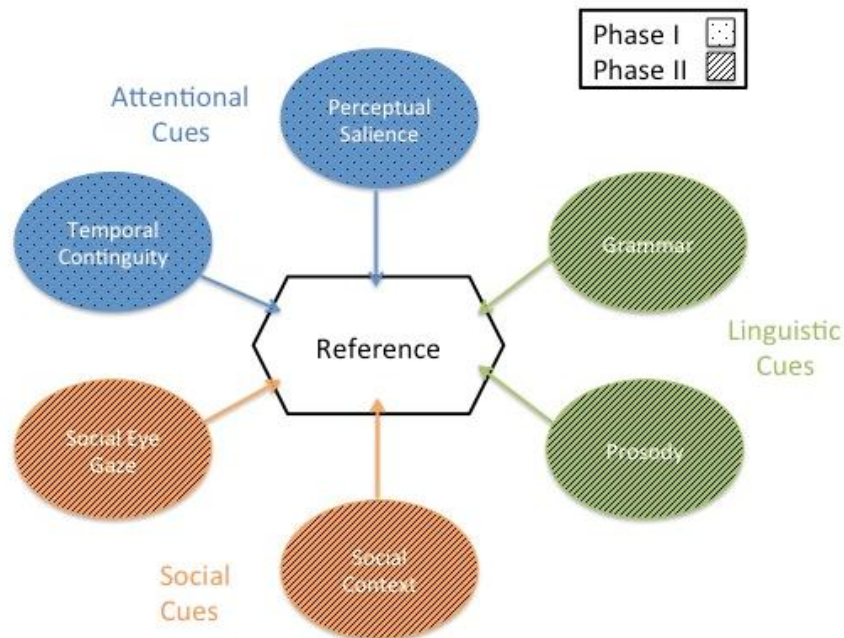 Phase I
Phase II
Attentional
Cues
Perceptual
Salience
Temporal
Continguity
Grammar
Reference
Linguistic
Cues
Social Eye
Gaze
Prosody
Social
Context
Social
Cues